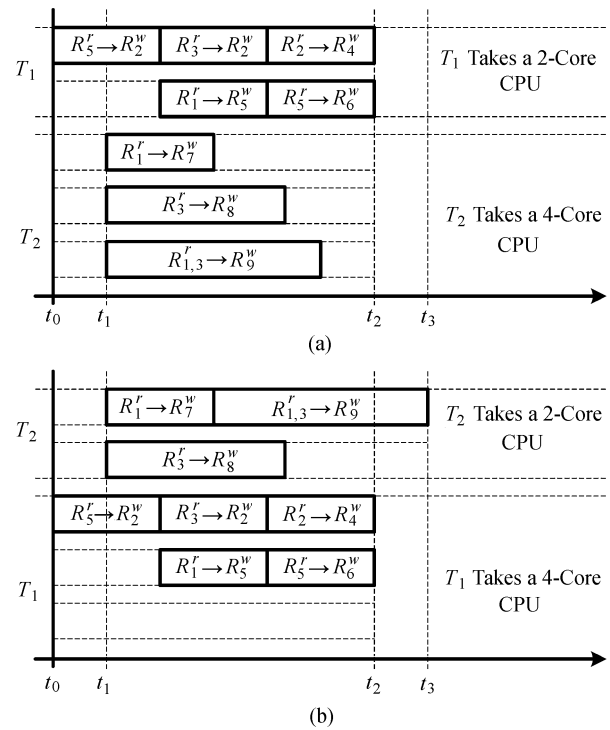 R₅ʳ→R₂ʷ R₃ʳ→R₂ʷ R₂ʳ→R₄ʷ
T₁
T₁ Takes a 2-Core
CPU
R₁ʳ→R₅ʷ R₅ʳ→R₆ʷ
R₁ʳ→R₇ʷ
R₃ʳ→R₈ʷ
T₂
T₂ Takes a 4-Core
CPU
R₁,₃ʳ→R₉ʷ
t₀ t₁ t₂ t₃
(a)
R₁ʳ→R₇ʷ R₁,₃ʳ→R₉ʷ
T₂
T₂ Takes a 2-Core
CPU
R₃ʳ→R₈ʷ
R₅ʳ→R₂ʷ R₃ʳ→R₂ʷ R₂ʳ→R₄ʷ
R₁ʳ→R₅ʷ R₅ʳ→R₆ʷ
T₁
T₁ Takes a 4-Core
CPU
t₀ t₁ t₂ t₃
(b)